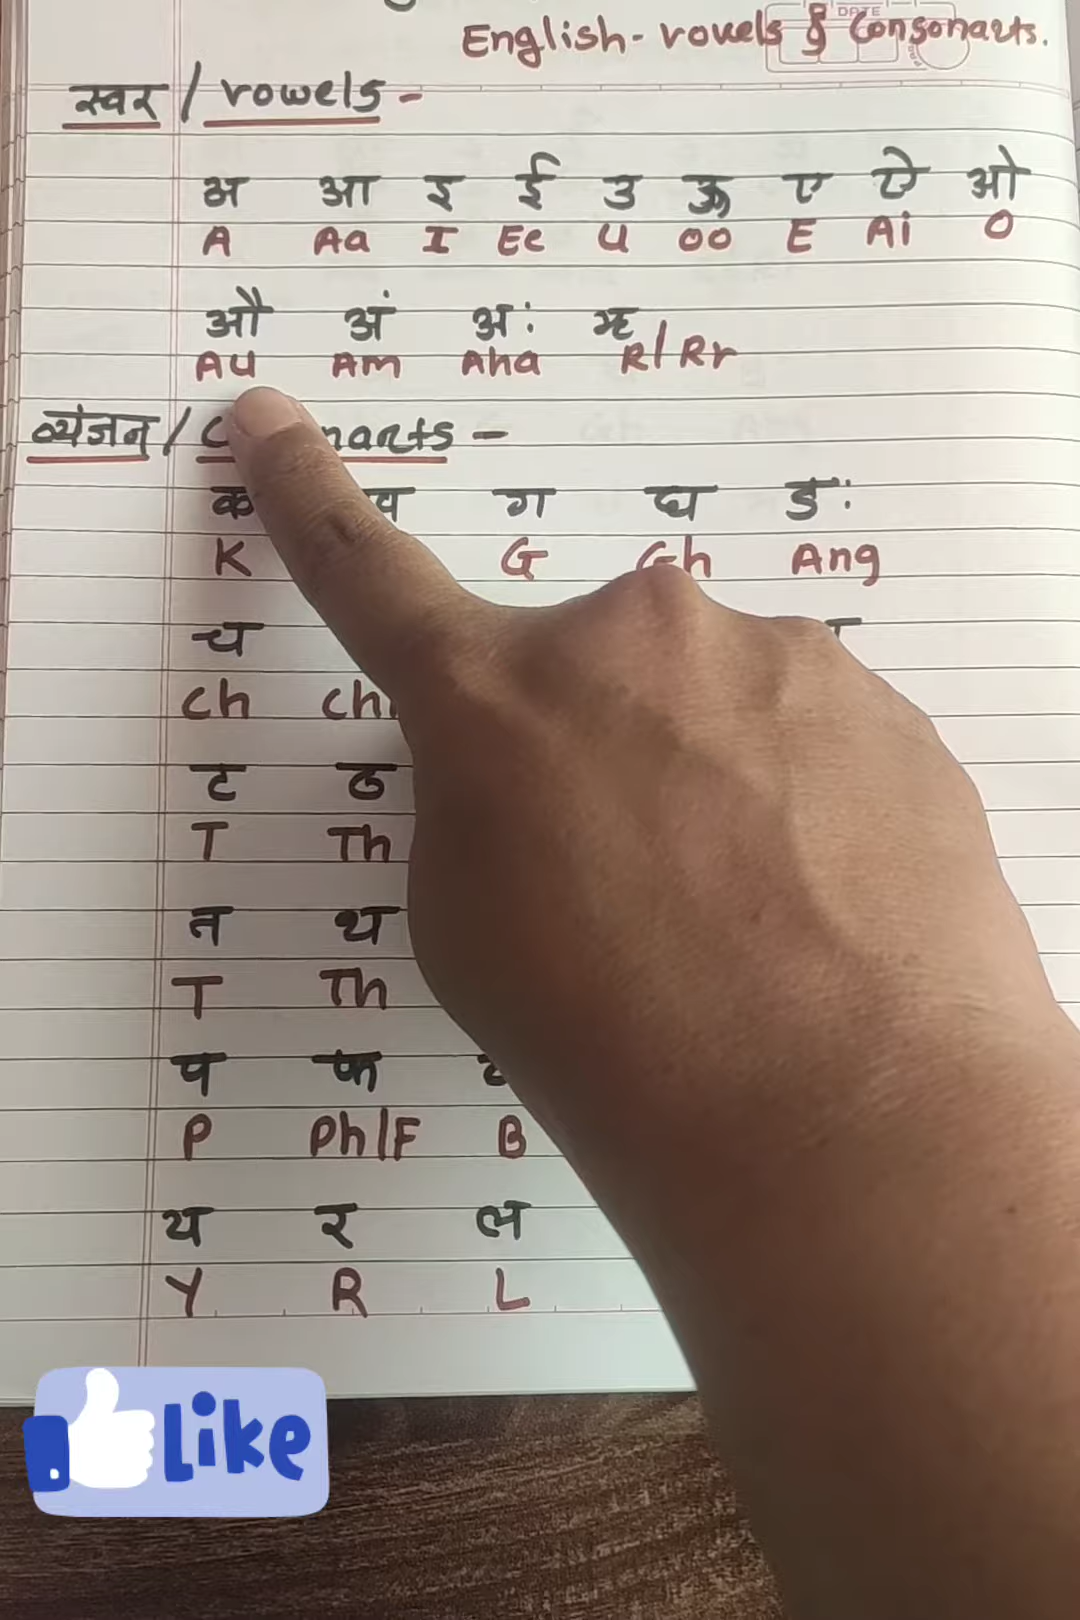 DATE
English - vowels & Consonants.
स्वर / vowels -
अ आ इ ई उ ऊ ए ऐ ओ
A Aa I Ee U oo E Ai O
औ अं अः ऋ
Au Am Aha R/Rr
व्यंजन /
क ग घ ङः
K G Gh Ang
च
ch
ट ठ
T Th
त थ
T Th
प फ
P Ph/F B
य र ल
Y R L
Like